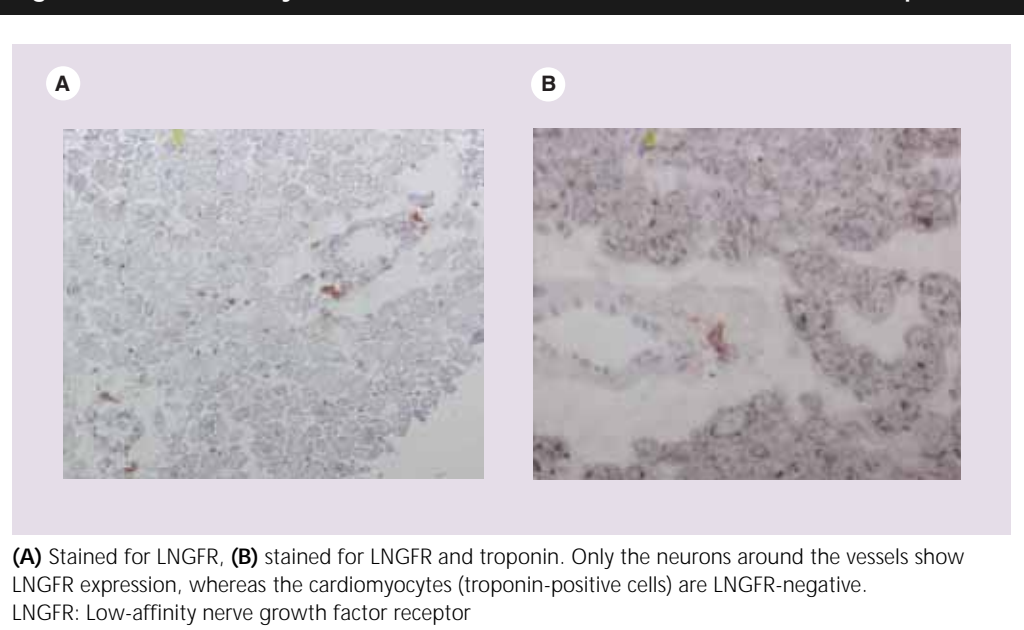 A
B
(A) Stained for LNGFR, (B) stained for LNGFR and troponin. Only the neurons around the vessels show
LNGFR expression, whereas the cardiomyocytes (troponin-positive cells) are LNGFR-negative.
LNGFR: Low-affinity nerve growth factor receptor